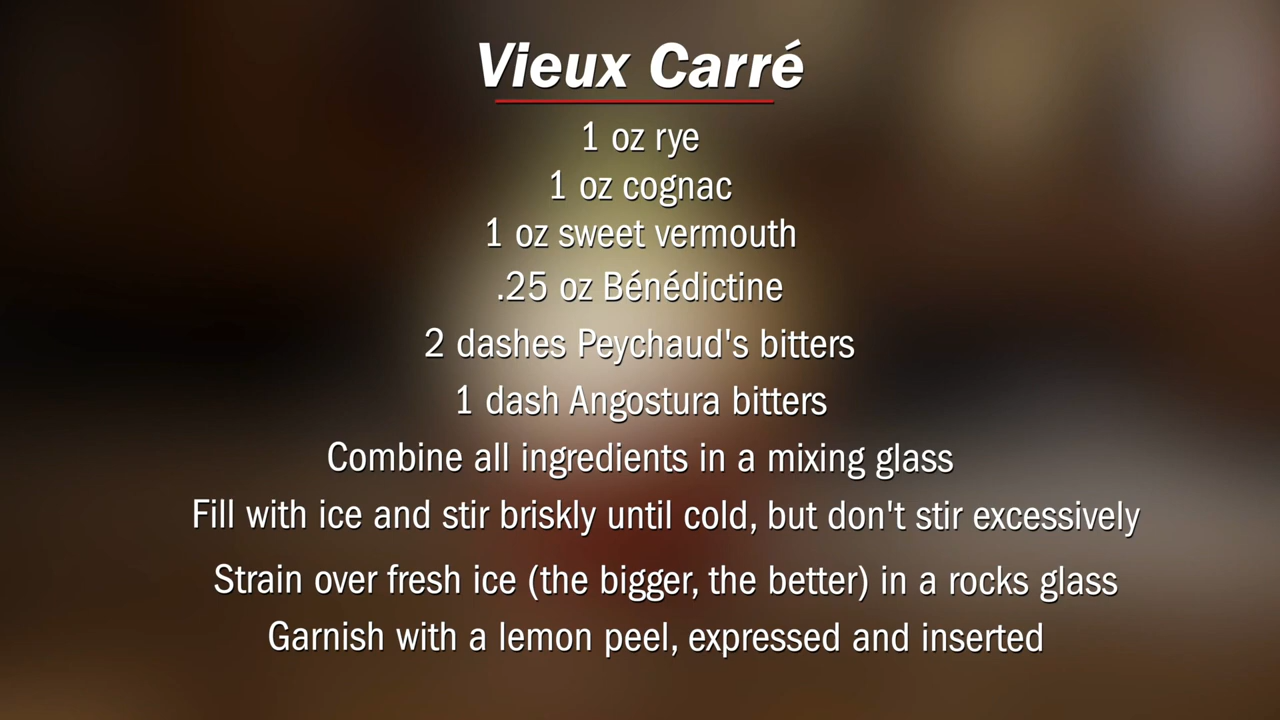 Vieux Carré
1 oz rye
1 oz cognac
1 oz sweet vermouth
.25 oz Bénédictine
2 dashes Peychaud's bitters
1 dash Angostura bitters
Combine all ingredients in a mixing glass
Fill with ice and stir briskly until cold, but don't stir excessively
Strain over fresh ice (the bigger, the better) in a rocks glass
Garnish with a lemon peel, expressed and inserted